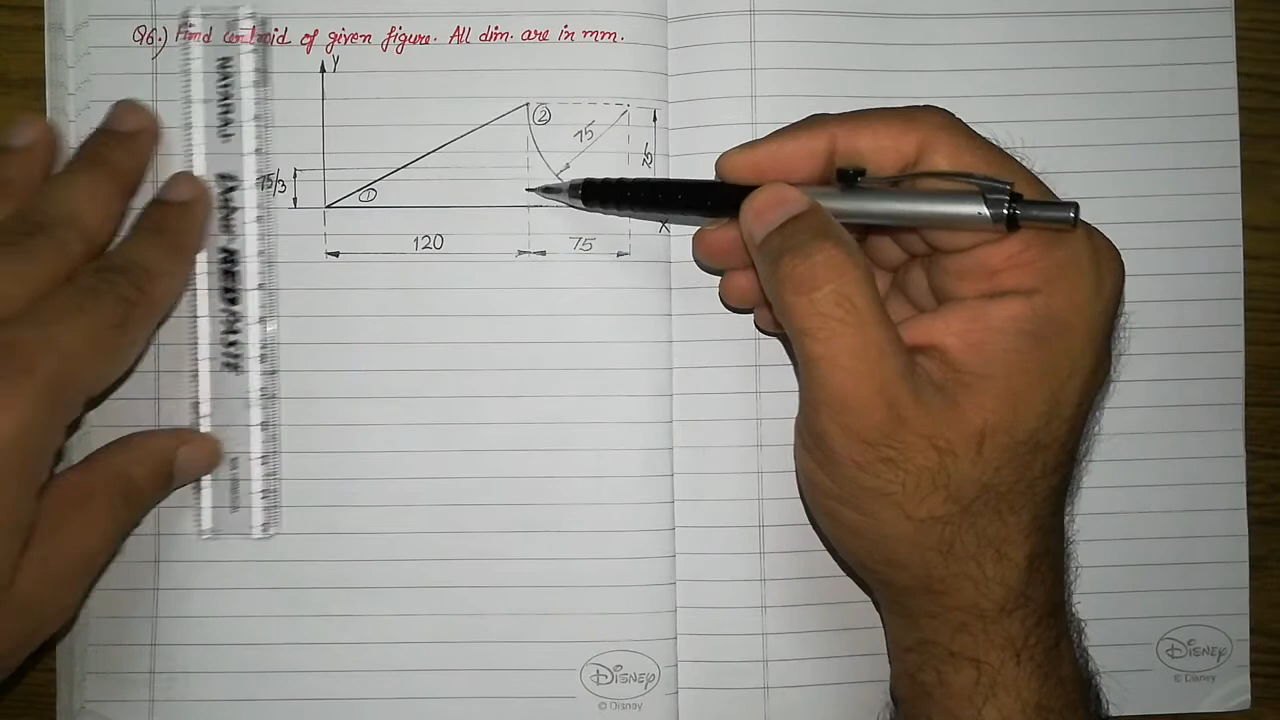 Q6.) Find centroid of given figure. All dim. are in mm.
Y
②
75
75
75/3
①
X
120
75
DISNEY
© Disney
DISNEY
© Disney